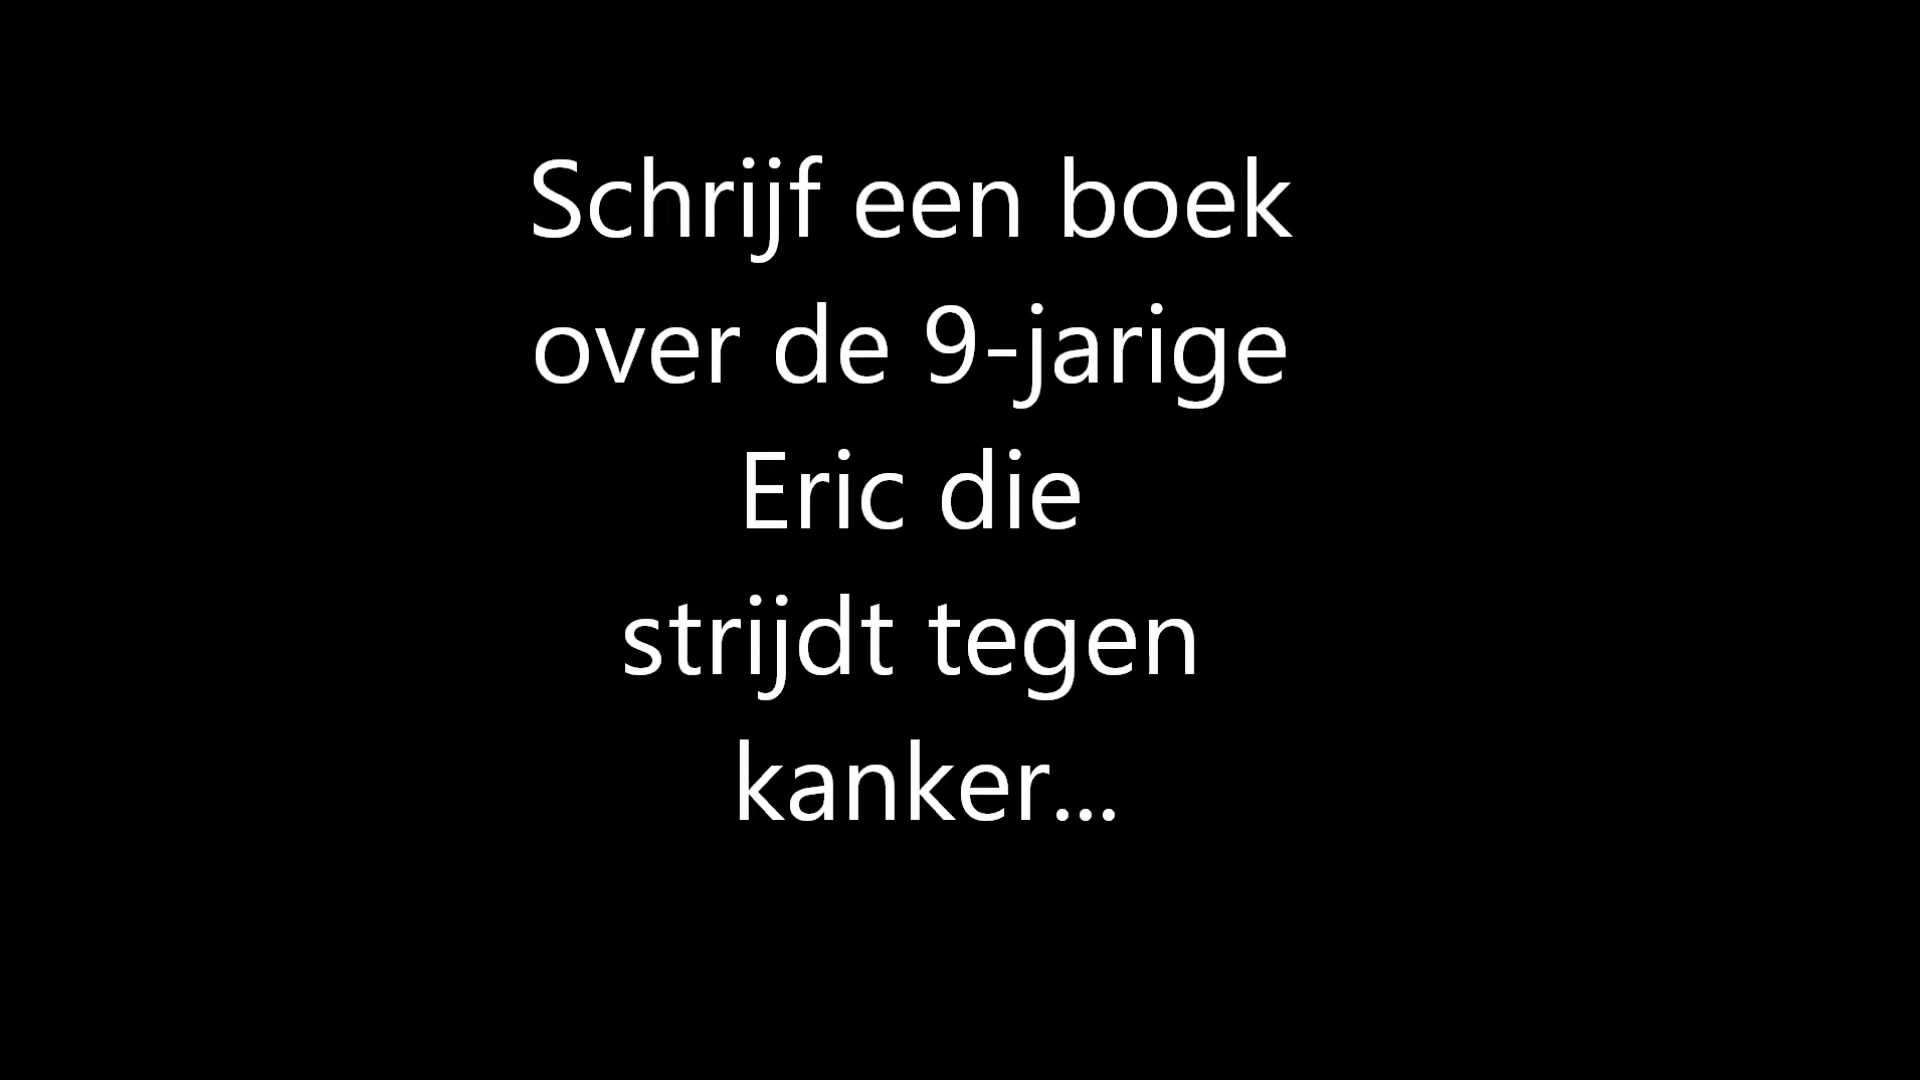 Schrijf een boek
over de 9-jarige
Eric die
strijdt tegen
kanker...